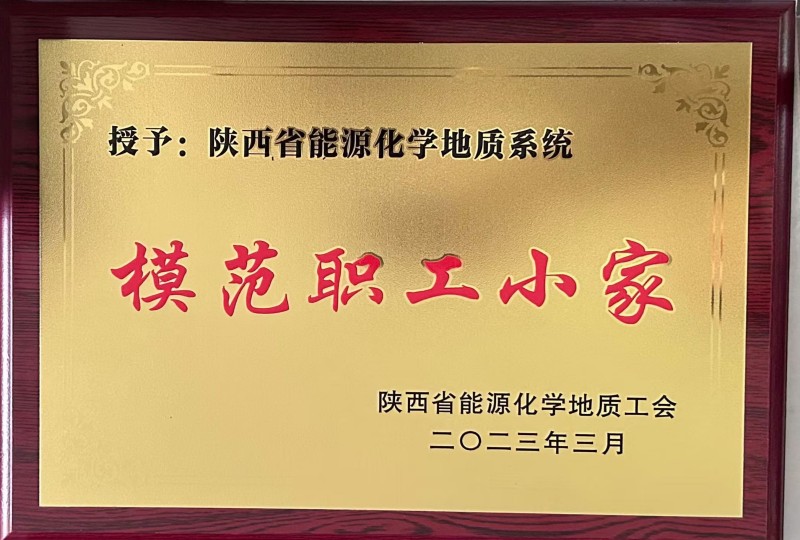 授予：陕西省能源化学地质系统
模范职工小家
陕西省能源化学地质工会
二〇二三年三月